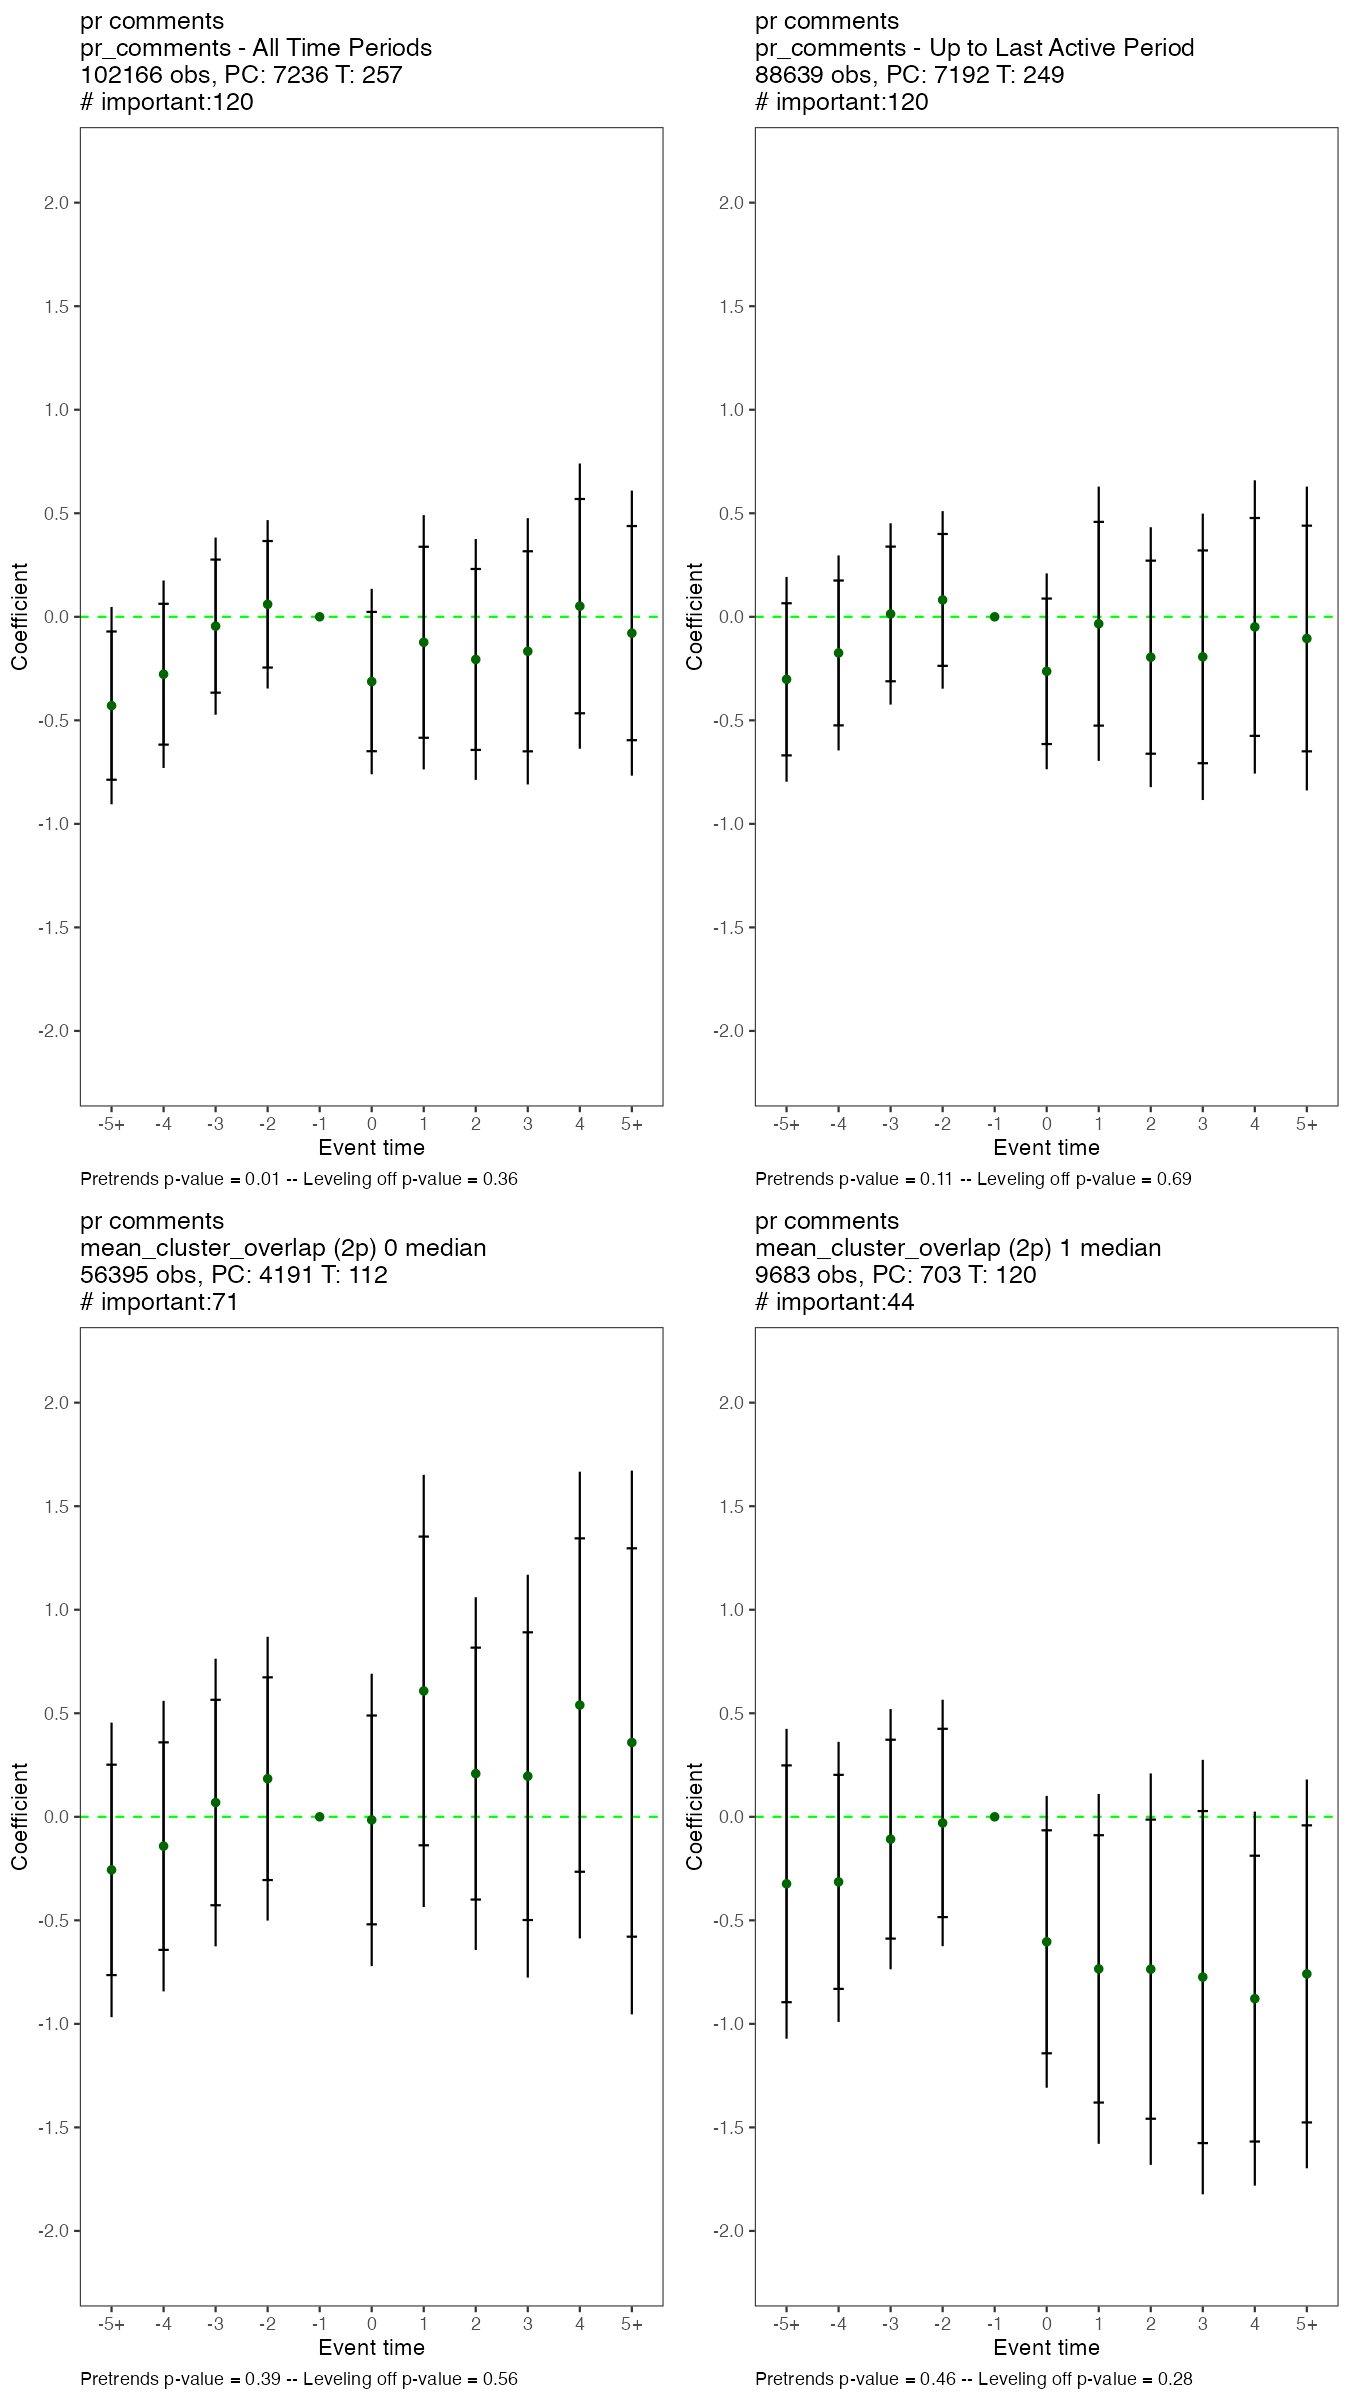 pr comments
pr_comments - All Time Periods
102166 obs, PC: 7236 T: 257
# important:120
2.0
1.5
1.0
0.5
0.0
-0.5
-1.0
-1.5
-2.0
Coefficient
-5+ -4 -3 -2 -1 0 1 2 3 4 5+
Event time
Pretrends p-value = 0.01 -- Leveling off p-value = 0.36
pr comments
pr_comments - Up to Last Active Period
88639 obs, PC: 7192 T: 249
# important:120
2.0
1.5
1.0
0.5
0.0
-0.5
-1.0
-1.5
-2.0
Coefficient
-5+ -4 -3 -2 -1 0 1 2 3 4 5+
Event time
Pretrends p-value = 0.11 -- Leveling off p-value = 0.69
pr comments
mean_cluster_overlap (2p) 0 median
56395 obs, PC: 4191 T: 112
# important:71
2.0
1.5
1.0
0.5
0.0
-0.5
-1.0
-1.5
-2.0
Coefficient
-5+ -4 -3 -2 -1 0 1 2 3 4 5+
Event time
Pretrends p-value = 0.39 -- Leveling off p-value = 0.56
pr comments
mean_cluster_overlap (2p) 1 median
9683 obs, PC: 703 T: 120
# important:44
2.0
1.5
1.0
0.5
0.0
-0.5
-1.0
-1.5
-2.0
Coefficient
-5+ -4 -3 -2 -1 0 1 2 3 4 5+
Event time
Pretrends p-value = 0.46 -- Leveling off p-value = 0.28